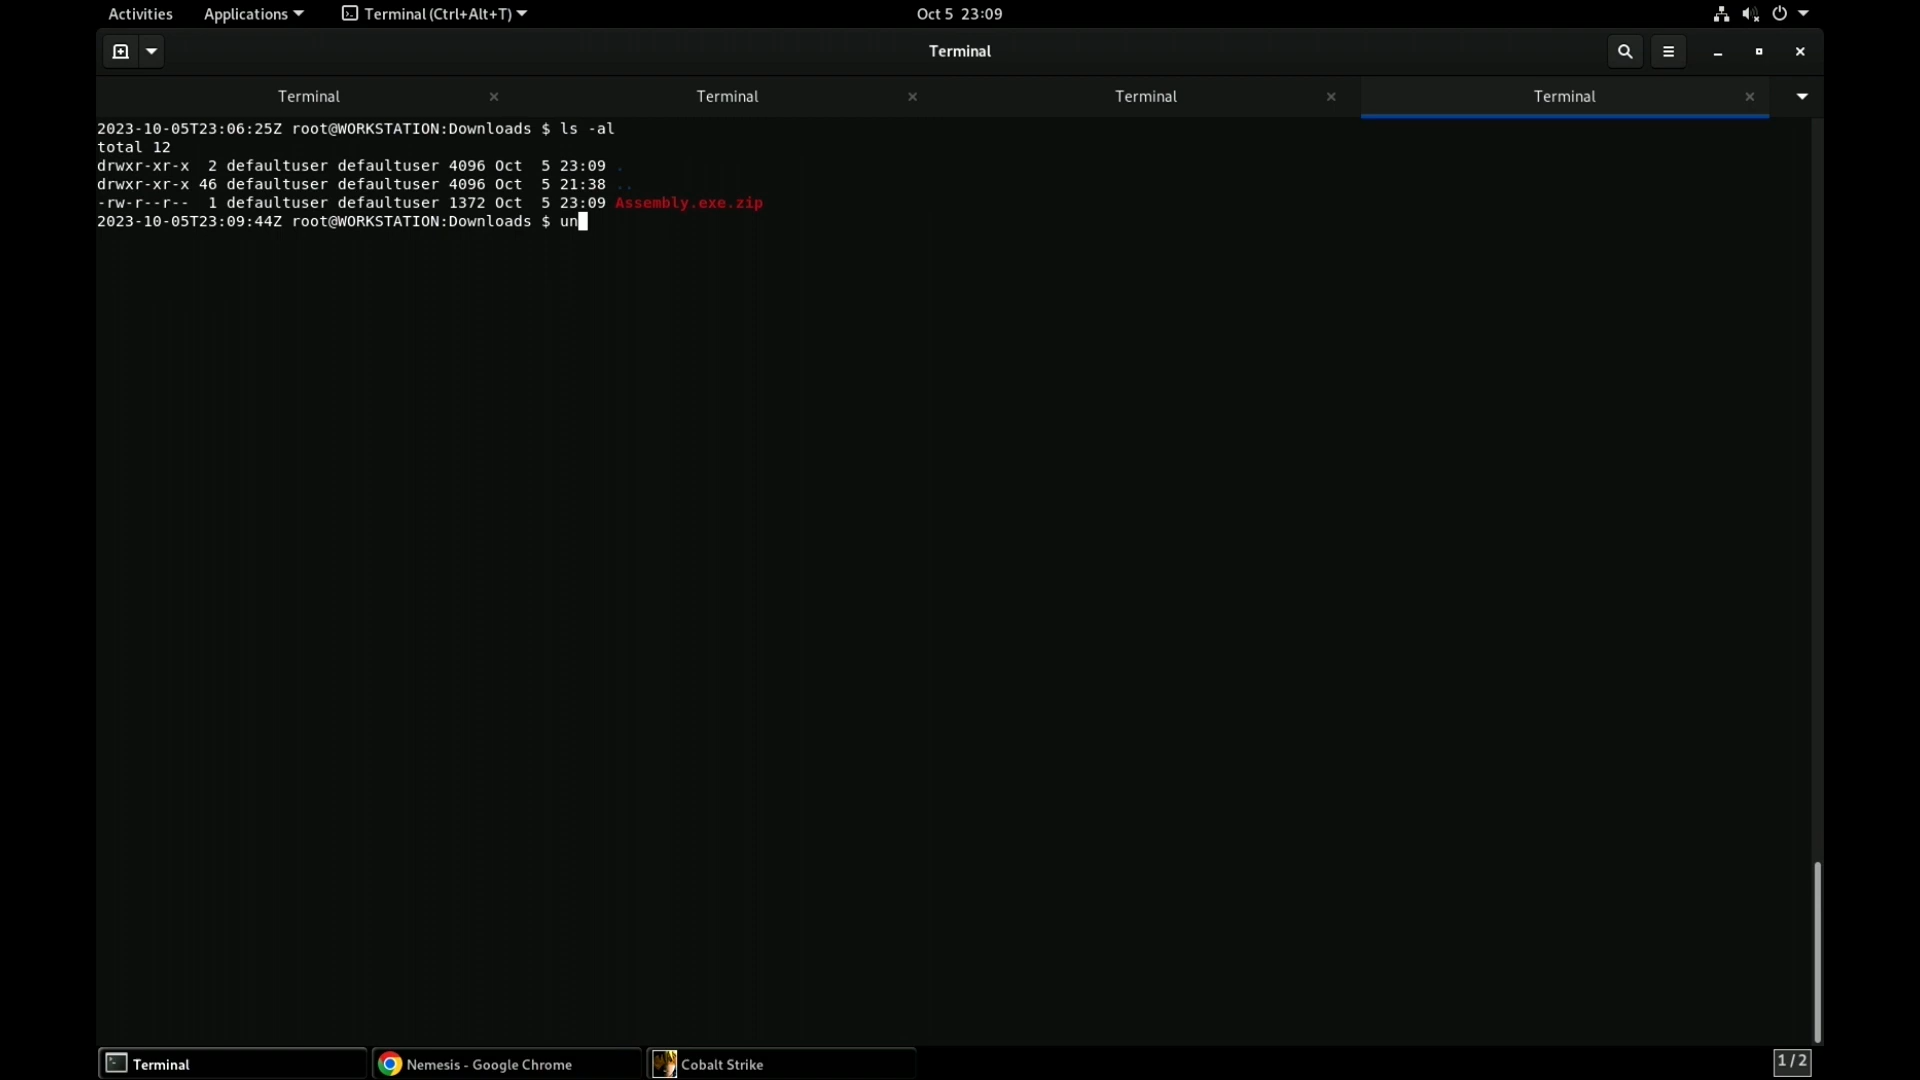 Activities Applications Terminal (Ctrl+Alt+T) Oct 5 23:09
Terminal
Terminal Terminal Terminal Terminal
2023-10-05T23:06:25Z root@WORKSTATION:Downloads $ ls -al
total 12
drwxr-xr-x  2 defaultuser defaultuser 4096 Oct  5 23:09 .
drwxr-xr-x 46 defaultuser defaultuser 4096 Oct  5 21:38 ..
-rw-r--r--  1 defaultuser defaultuser 1372 Oct  5 23:09 Assembly.exe.zip
2023-10-05T23:09:44Z root@WORKSTATION:Downloads $ un
Terminal Nemesis - Google Chrome Cobalt Strike 1 / 2